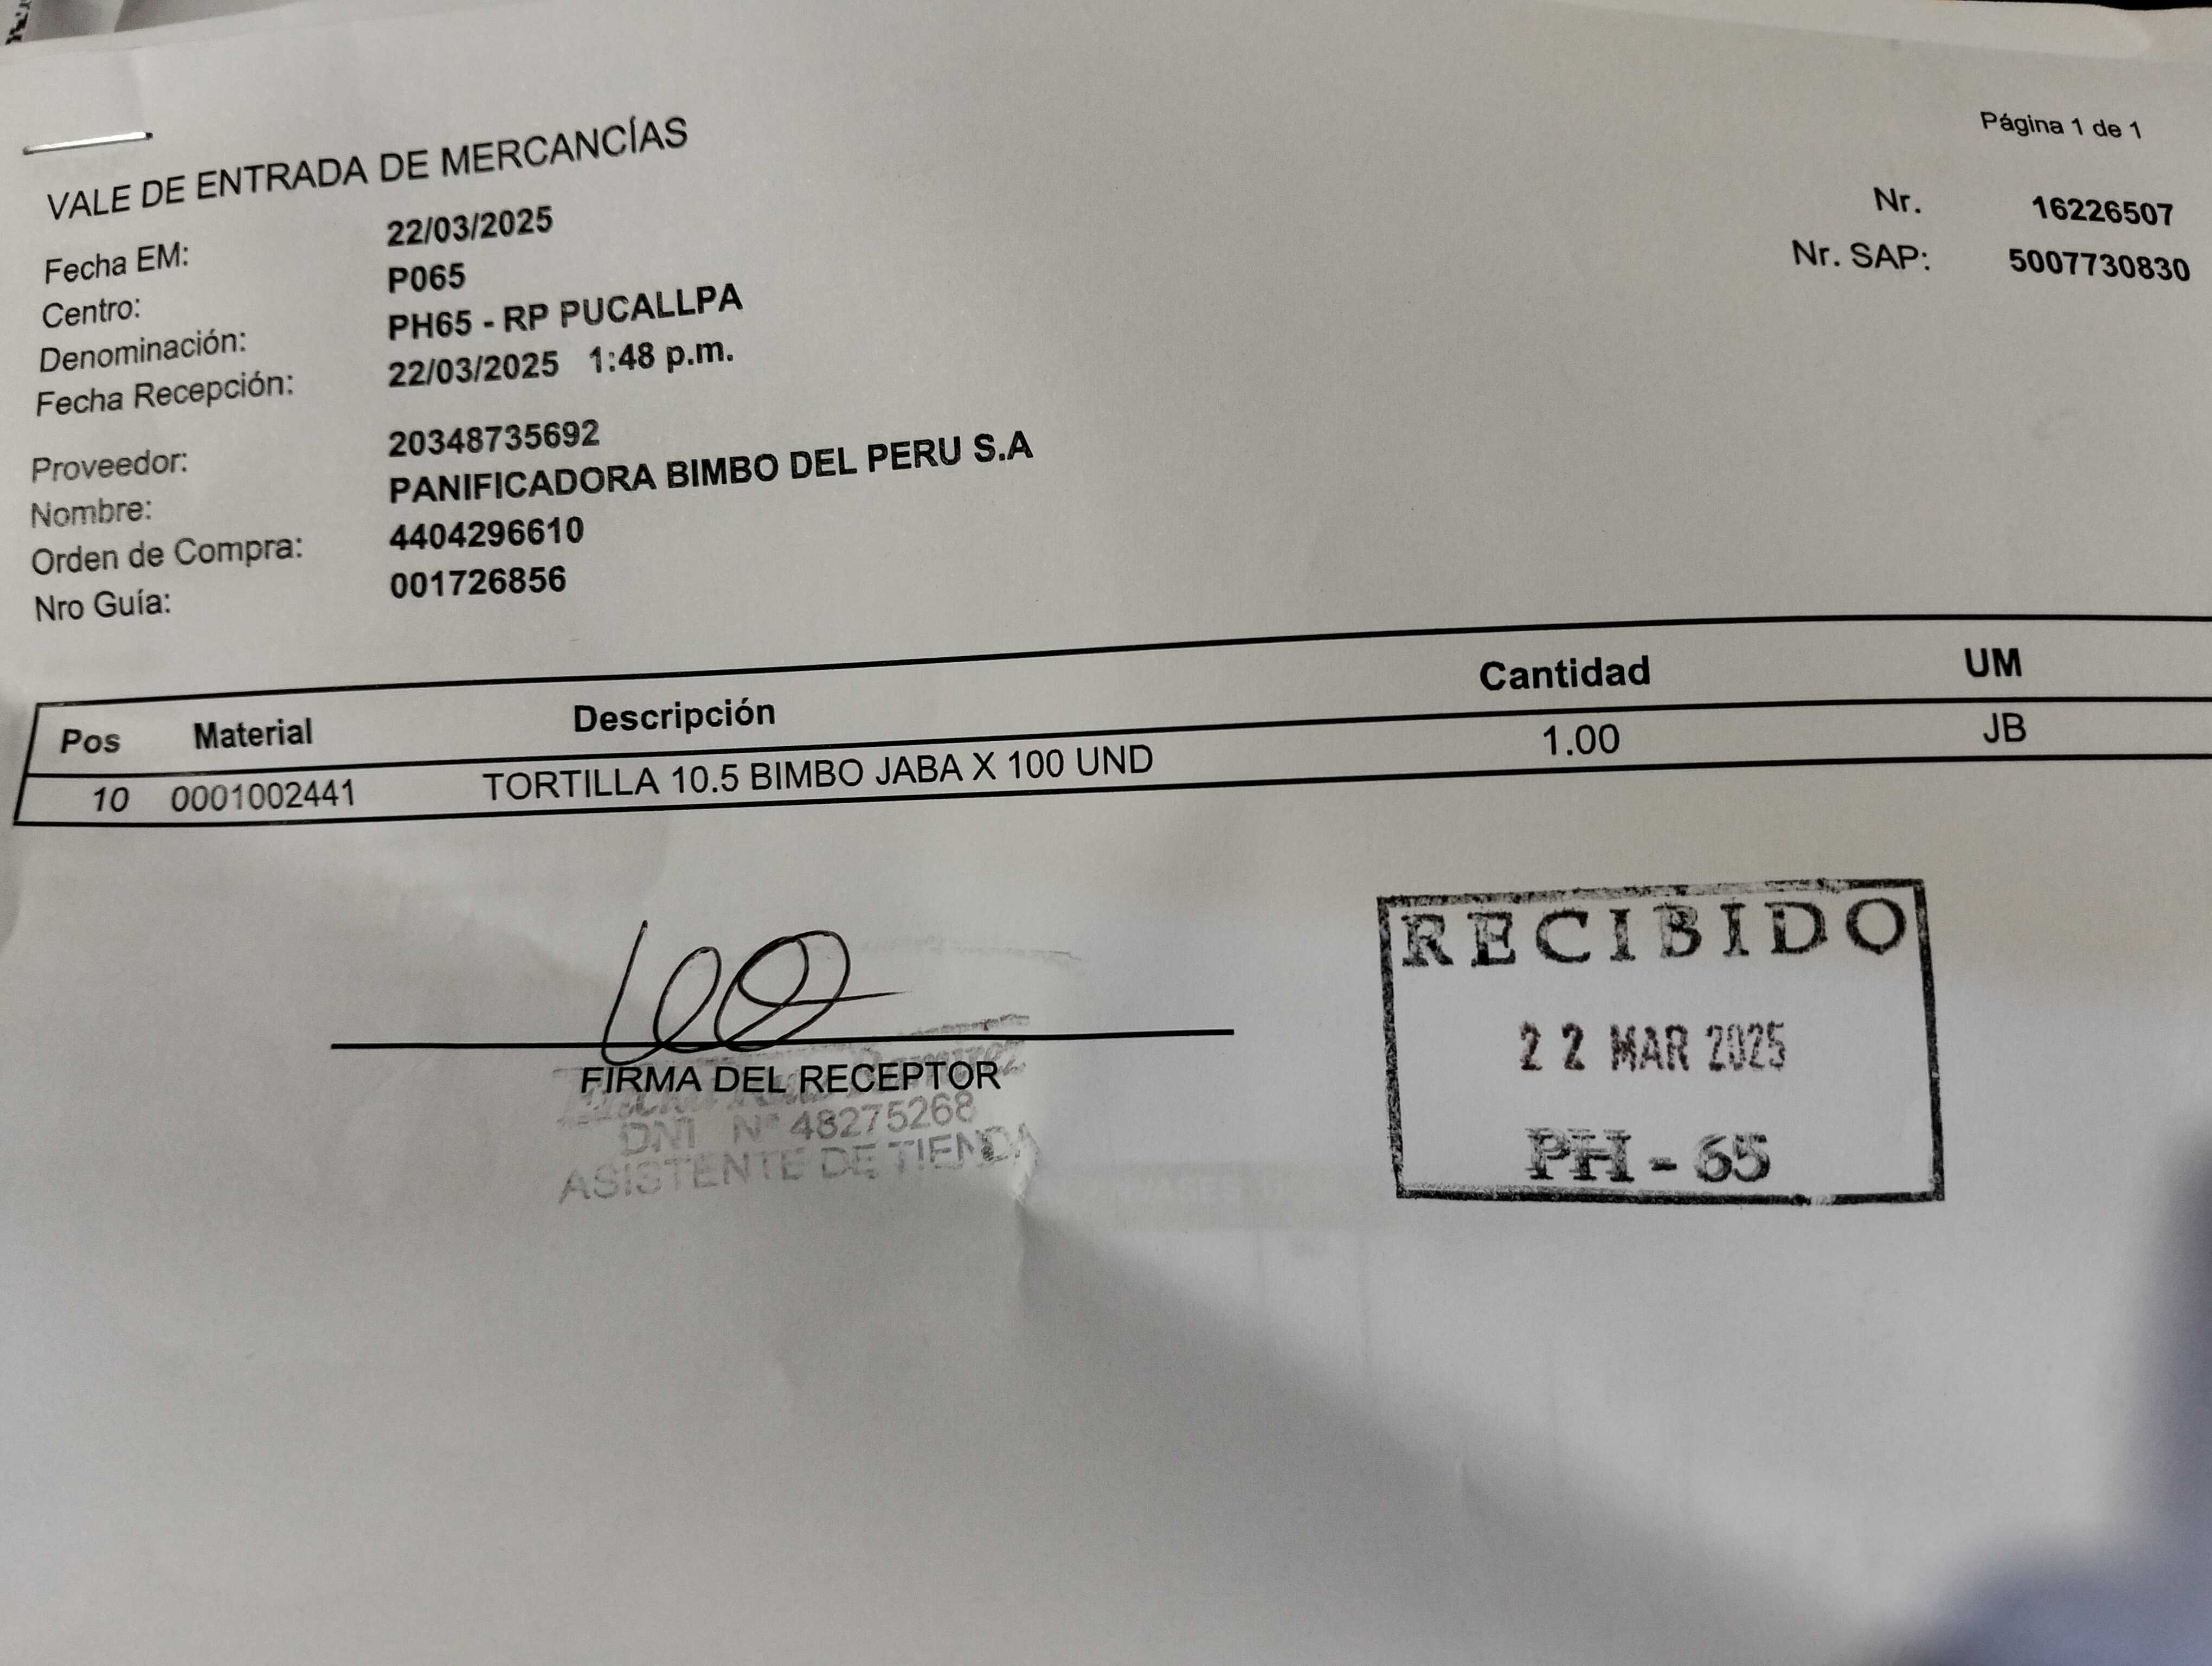 Página 1 de 1
VALE DE ENTRADA DE MERCANCÍAS
Nr. 16226507
Nr. SAP: 5007730830
Fecha EM: 22/03/2025
Centro: P065
Denominación: PH65 - RP PUCALLPA
Fecha Recepción: 22/03/2025 1:48 p.m.
Proveedor: 20348735692
Nombre: PANIFICADORA BIMBO DEL PERU S.A
Orden de Compra: 4404296610
Nro Guía: 001726856
Pos Material Descripción Cantidad UM
10 0001002441 TORTILLA 10.5 BIMBO JABA X 100 UND 1.00 JB
FIRMA DEL RECEPTOR
Ramirez
DNI N° 48275268
ASISTENTE DE TIENDA
RECIBIDO
22 MAR 2025
PH - 65